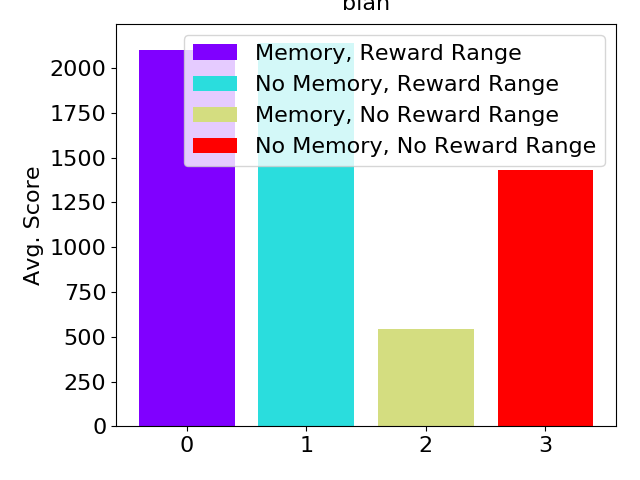 blah
Avg. Score
2000
1750
1500
1250
1000
750
500
250
0
Memory, Reward Range
No Memory, Reward Range
Memory, No Reward Range
No Memory, No Reward Range
0 1 2 3